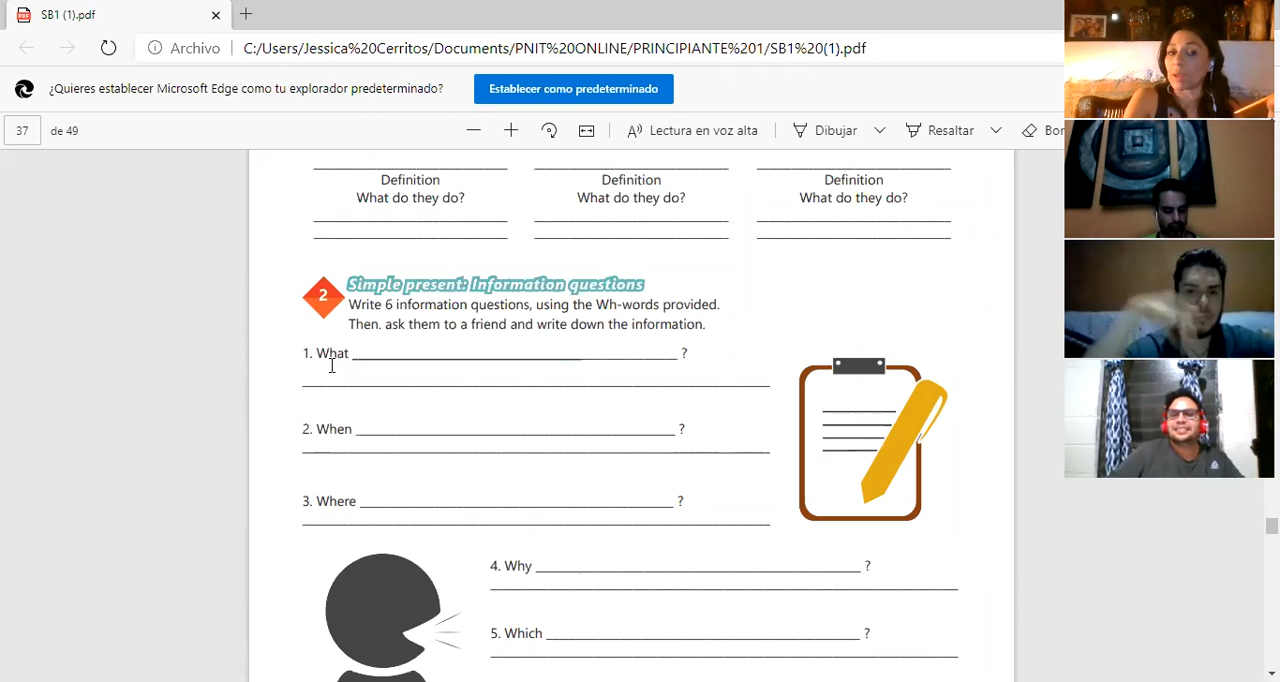 SB1 (1).pdf
Archivo C:/Users/Jessica%20Cerritos/Documents/PNIT%20ONLINE/PRINCIPIANTE%201/SB1%20(1).pdf
¿Quieres establecer Microsoft Edge como tu explorador predeterminado? Establecer como predeterminado
37 de 49 Lectura en voz alta Dibujar Resaltar Bor
Definition Definition Definition
What do they do? What do they do? What do they do?
2 Simple present: Information questions
Write 6 information questions, using the Wh-words provided.
Then. ask them to a friend and write down the information.
1. What ?
2. When ?
3. Where ?
4. Why ?
5. Which ?